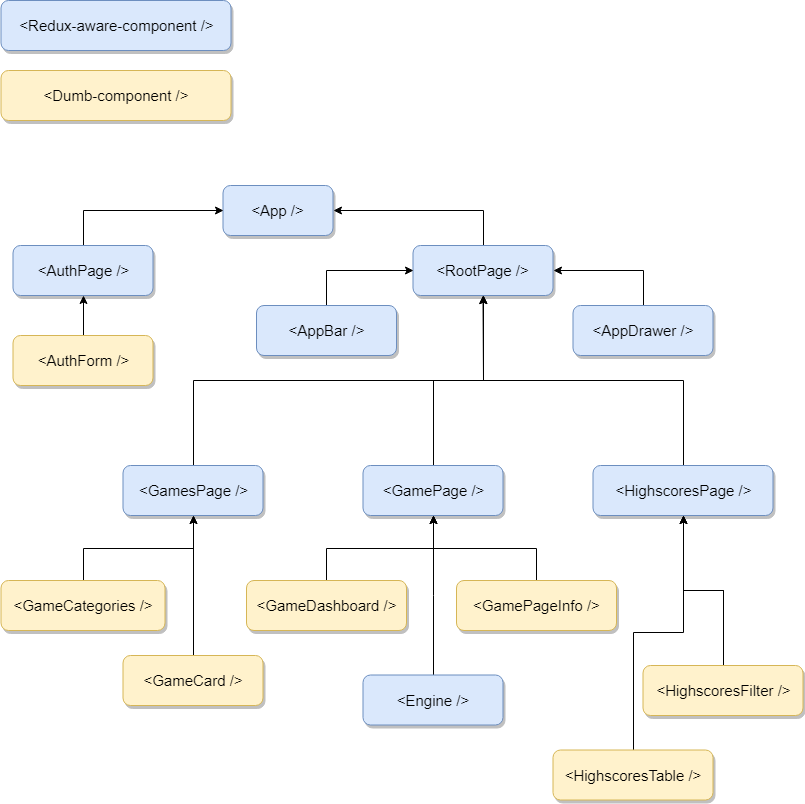 <Redux-aware-component />
<Dumb-component />
<App />
<AuthPage />
<RootPage />
<AppBar />
<AppDrawer />
<AuthForm />
<GamesPage />
<GamePage />
<HighscoresPage />
<GameCategories />
<GameDashboard />
<GamePageInfo />
<GameCard />
<Engine />
<HighscoresFilter />
<HighscoresTable />